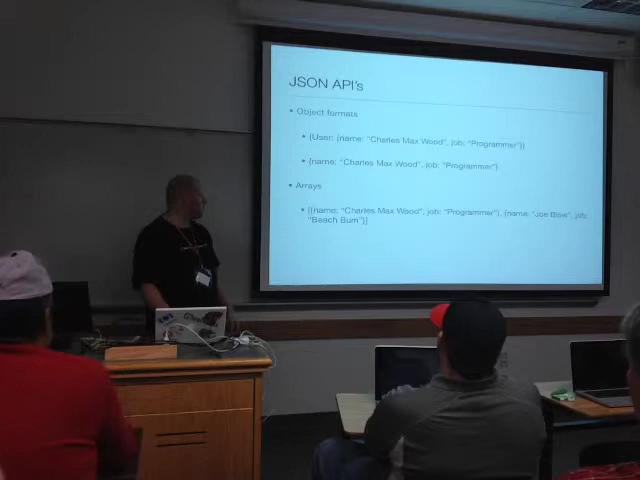 JSON API's
• Object formats
• {User: {name: "Charles Max Wood", job: "Programmer"}}
• {name: "Charles Max Wood", job: "Programmer"}
• Arrays
• [{name: "Charles Max Wood", job: "Programmer"}, {name: "Joe Blow", job:
"Beach Bum"}]